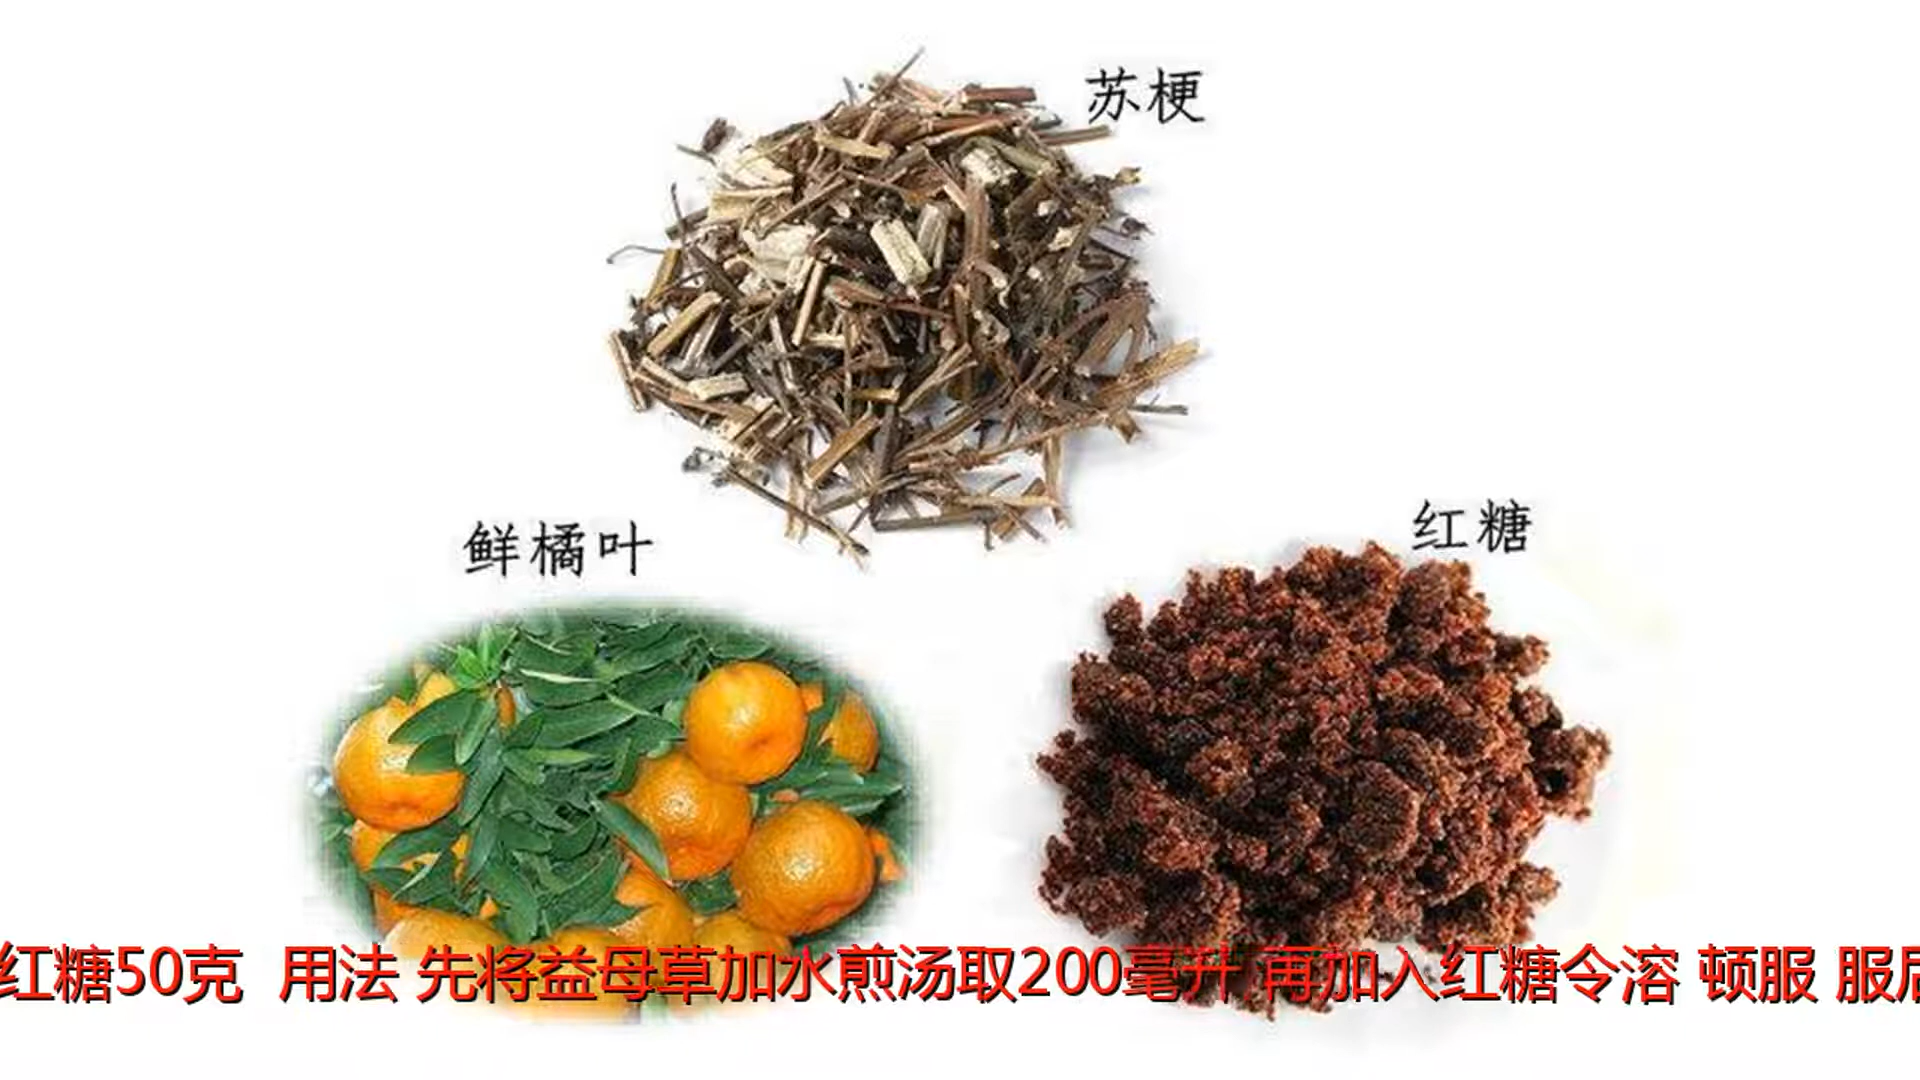 苏梗
鲜橘叶
红糖
红糖50克 用法 先将益母草加水煎汤取200毫升 再加入红糖令溶 顿服 服后